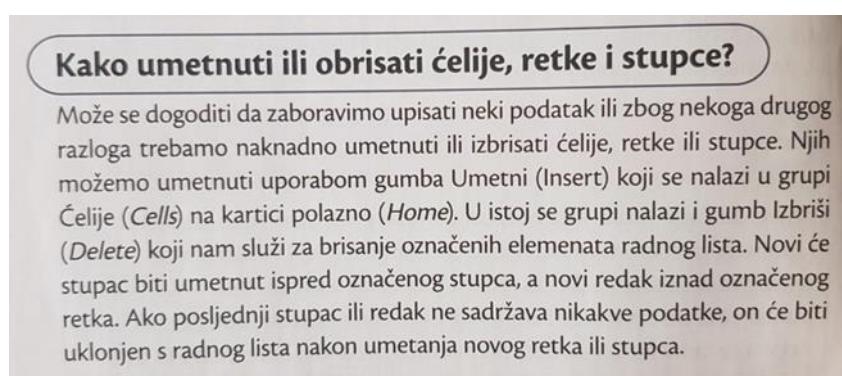 Kako umetnuti ili obrisati ćelije, retke i stupce?
Može se dogoditi da zaboravimo upisati neki podatak ili zbog nekoga drugog
razloga trebamo naknadno umetnuti ili izbrisati ćelije, retke ili stupce. Njih
možemo umetnuti uporabom gumba Umetni (Insert) koji se nalazi u grupi
Ćelije (Cells) na kartici polazno (Home). U istoj se grupi nalazi i gumb Izbriši
(Delete) koji nam služi za brisanje označenih elemenata radnog lista. Novi će
stupac biti umetnut ispred označenog stupca, a novi redak iznad označenog
retka. Ako posljednji stupac ili redak ne sadržava nikakve podatke, on će biti
uklonjen s radnog lista nakon umetanja novog retka ili stupca.